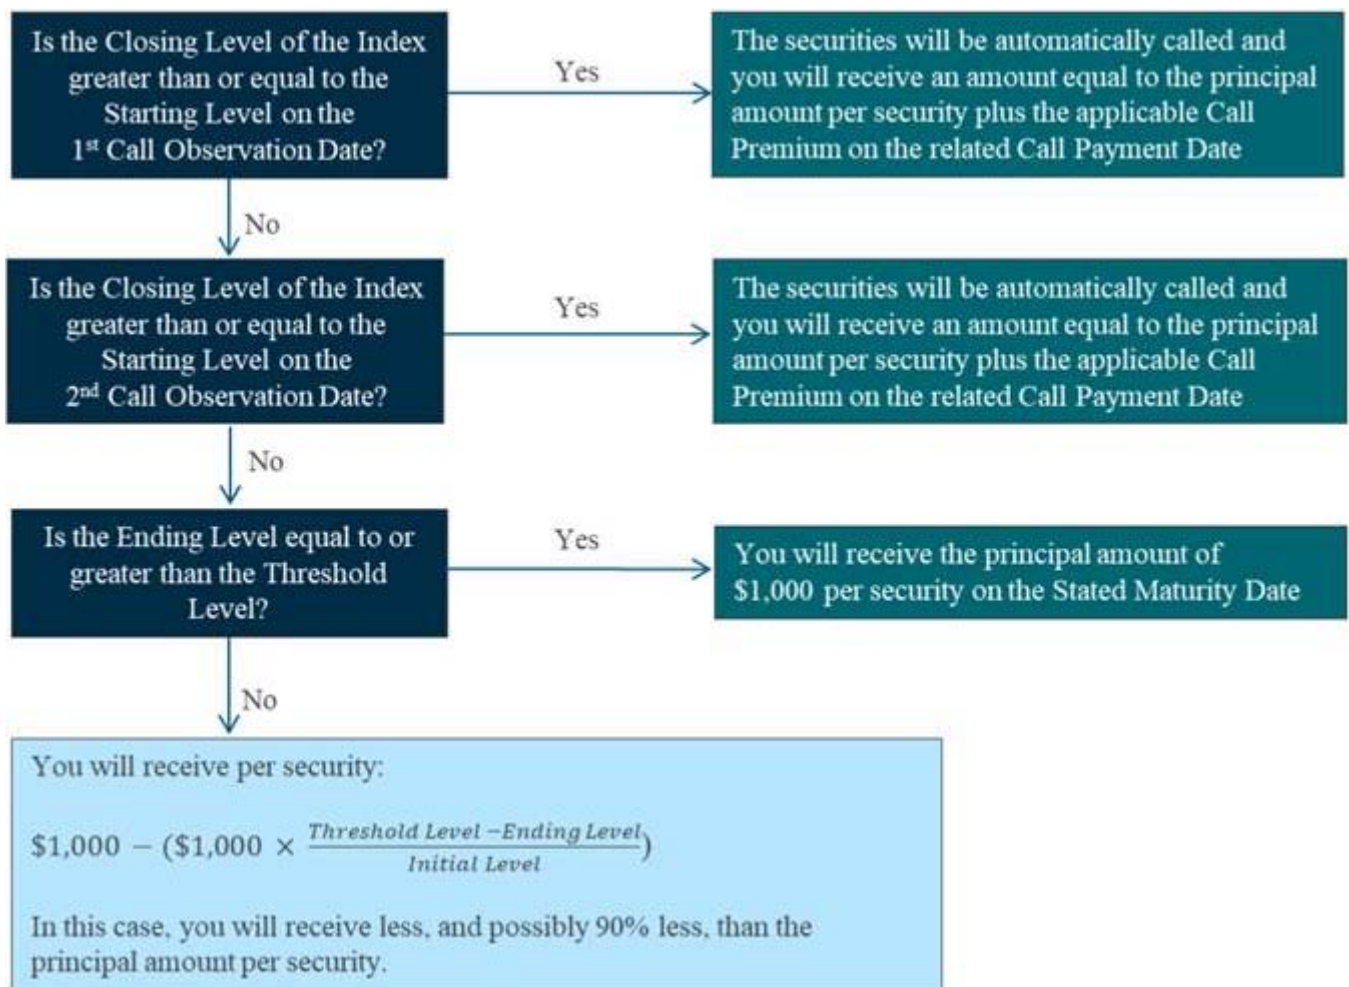 Is the Closing Level of the Index
greater than or equal to the
Starting Level on the
1st Call Observation Date?
Yes
The securities will be automatically called and
you will receive an amount equal to the principal
amount per security plus the applicable Call
Premium on the related Call Payment Date
No
Is the Closing Level of the Index
greater than or equal to the
Starting Level on the
2nd Call Observation Date?
Yes
The securities will be automatically called and
you will receive an amount equal to the principal
amount per security plus the applicable Call
Premium on the related Call Payment Date
No
Is the Ending Level equal to or
greater than the Threshold
Level?
Yes
You will receive the principal amount of
$1,000 per security on the Stated Maturity Date
No
You will receive per security:
$1,000 − ($1,000 × Threshold Level −Ending Level / Initial Level)
In this case, you will receive less, and possibly 90% less, than the
principal amount per security.